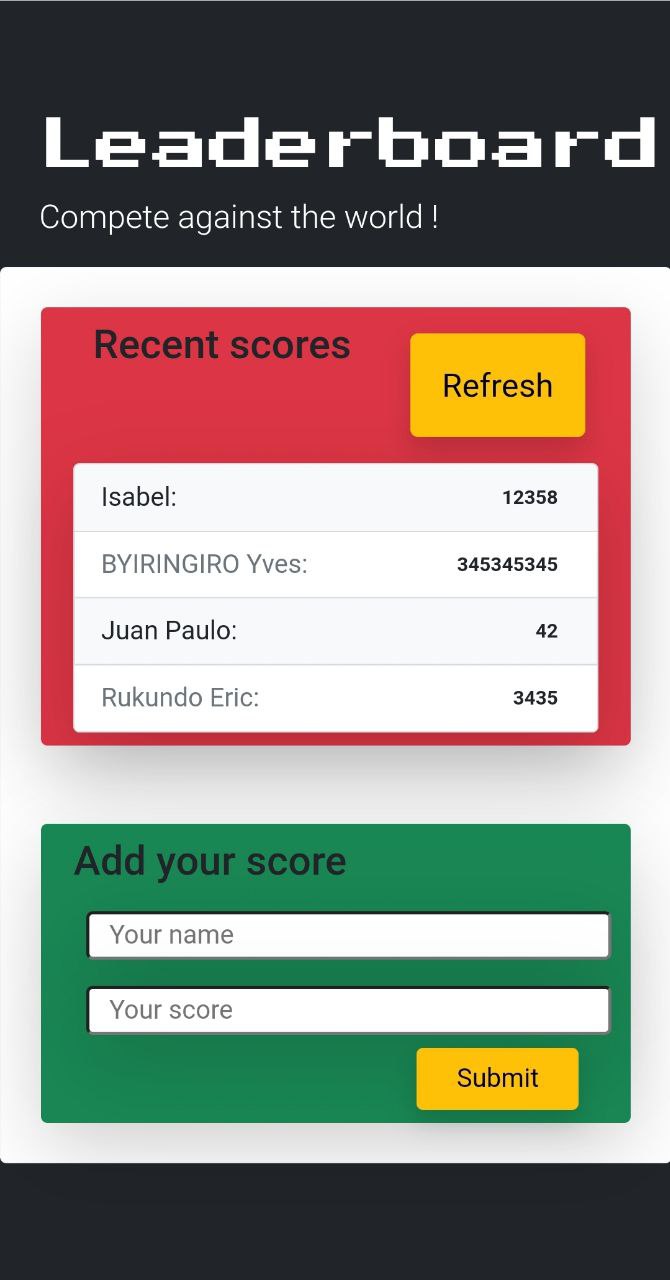 Leaderboard
Compete against the world !
Recent scores
Refresh
Isabel: 12358
BYIRINGIRO Yves: 345345345
Juan Paulo: 42
Rukundo Eric: 3435
Add your score
Your name
Your score
Submit